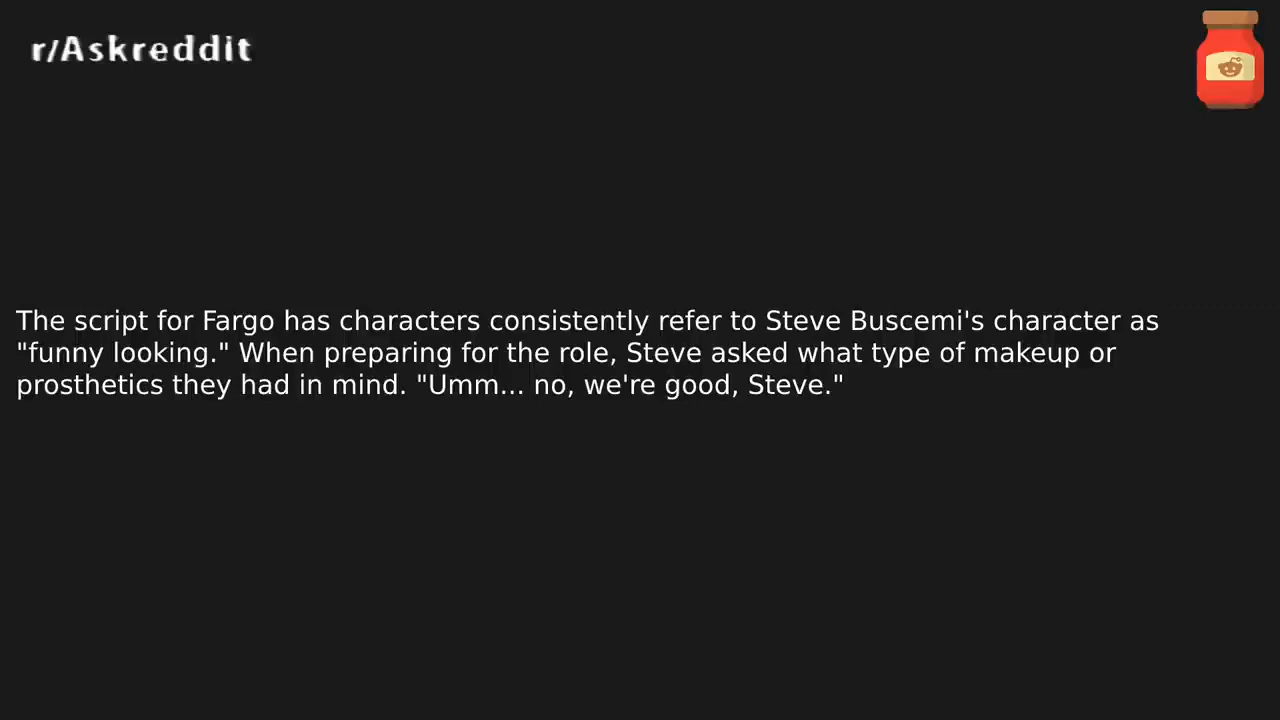 r/Askreddit
The script for Fargo has characters consistently refer to Steve Buscemi's character as
"funny looking." When preparing for the role, Steve asked what type of makeup or
prosthetics they had in mind. "Umm... no, we're good, Steve."